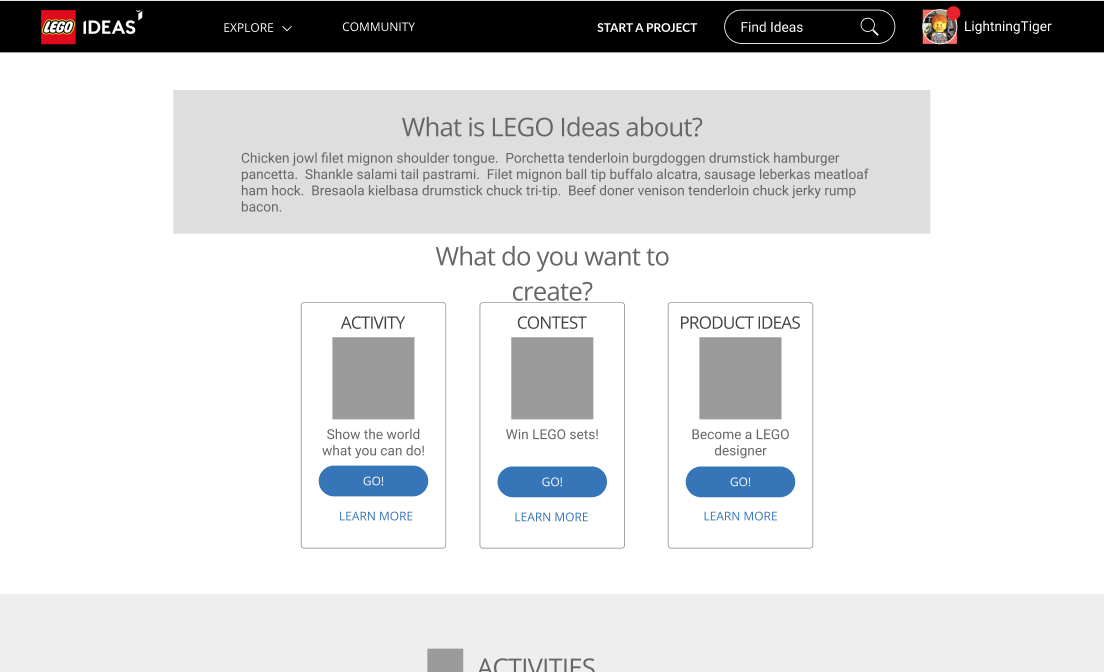 LEGO IDEAS EXPLORE COMMUNITY START A PROJECT Find Ideas LightningTiger
What is LEGO Ideas about?
Chicken jowl filet mignon shoulder tongue.  Porchetta tenderloin burgdoggen drumstick hamburger
pancetta.  Shankle salami tail pastrami.  Filet mignon ball tip buffalo alcatra, sausage leberkas meatloaf
ham hock.  Bresaola kielbasa drumstick chuck tri-tip.  Beef doner venison tenderloin chuck jerky rump
bacon.
What do you want to
create?
ACTIVITY
Show the world
what you can do!
GO!
LEARN MORE
CONTEST
Win LEGO sets!
GO!
LEARN MORE
PRODUCT IDEAS
Become a LEGO
designer
GO!
LEARN MORE
ACTIVITIES